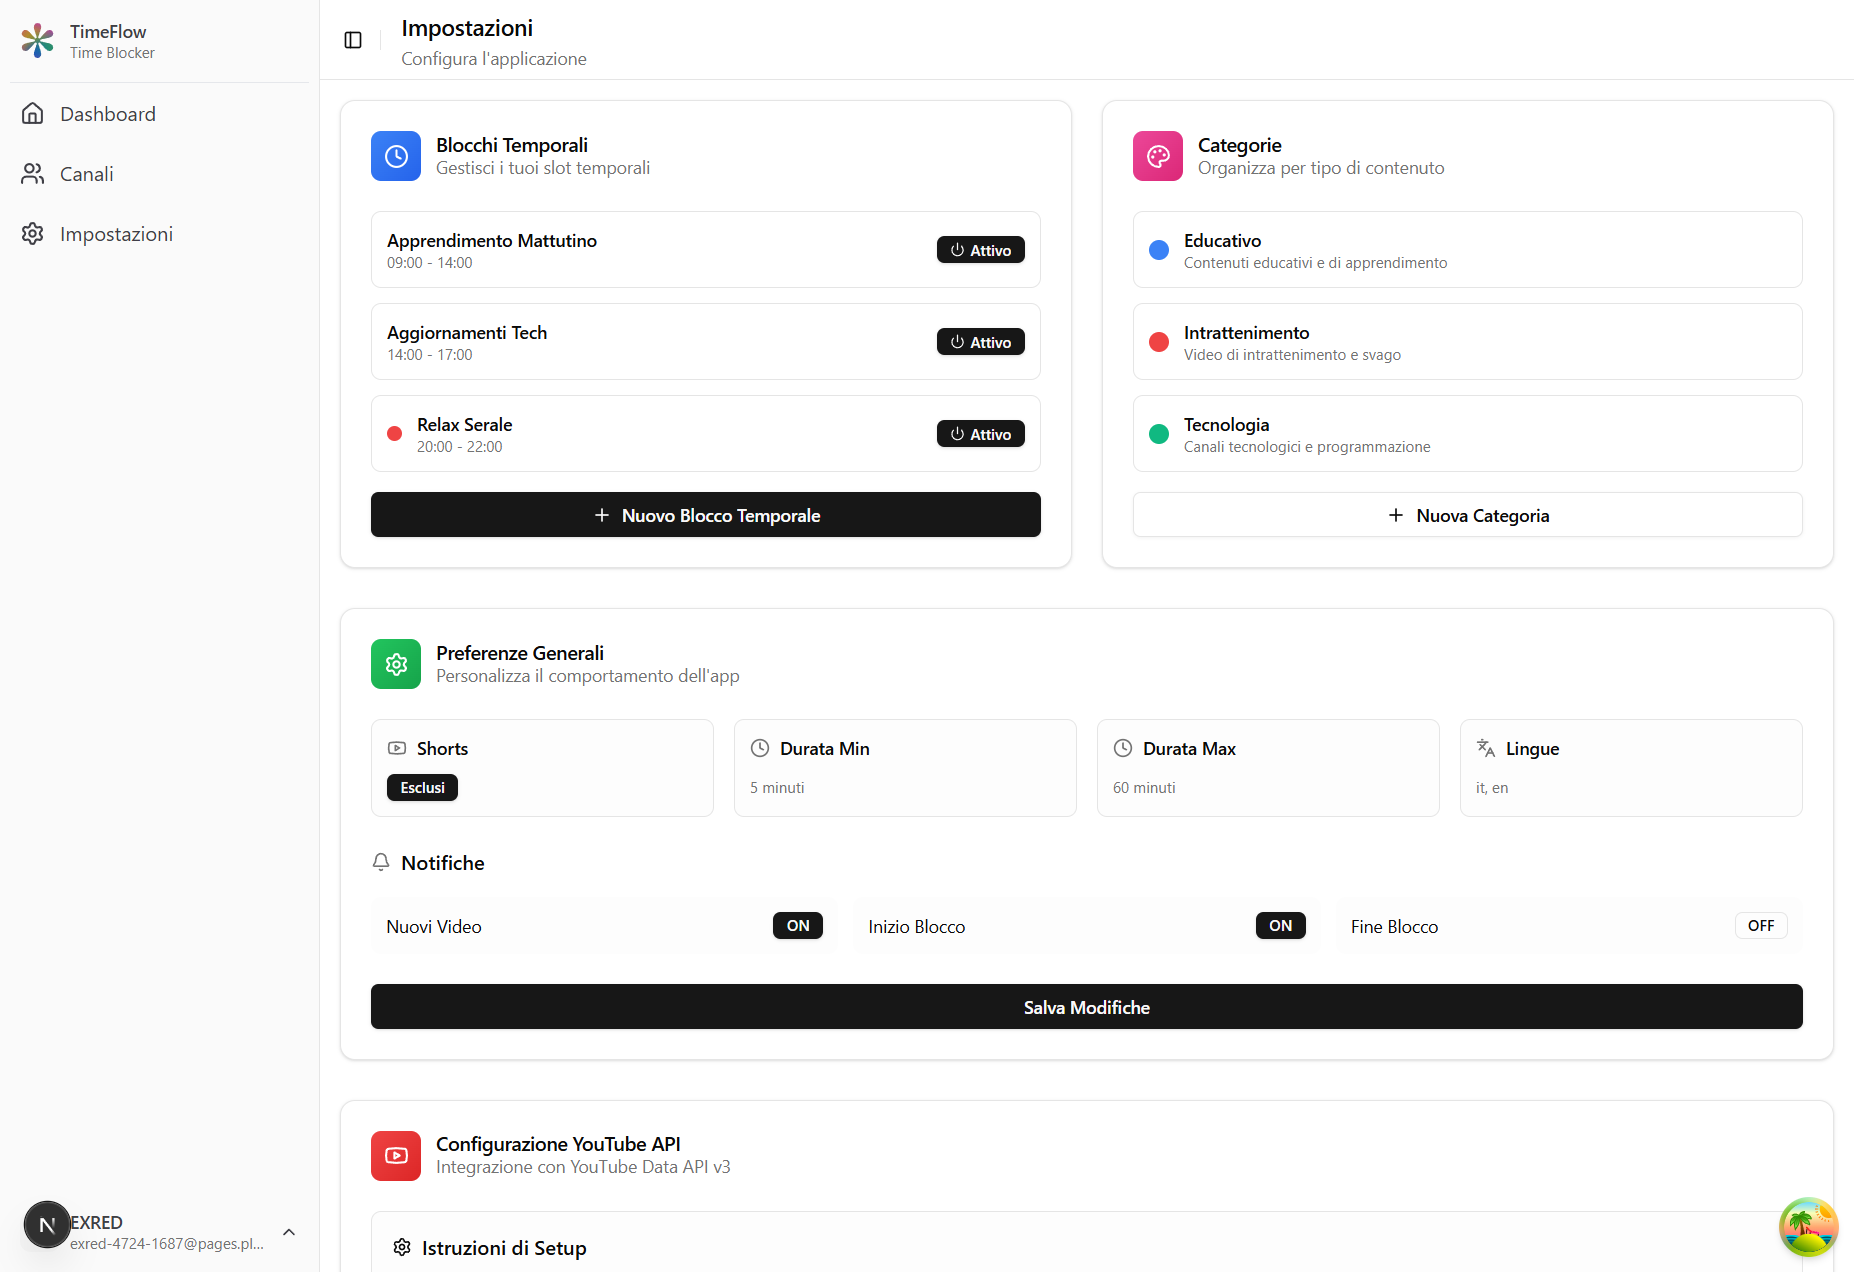 TimeFlow
Time Blocker
Dashboard
Canali
Impostazioni
Impostazioni
Configura l'applicazione
Blocchi Temporali
Gestisci i tuoi slot temporali
Apprendimento Mattutino
09:00 - 14:00
Attivo
Aggiornamenti Tech
14:00 - 17:00
Attivo
Relax Serale
20:00 - 22:00
Attivo
Nuovo Blocco Temporale
Categorie
Organizza per tipo di contenuto
Educativo
Contenuti educativi e di apprendimento
Intrattenimento
Video di intrattenimento e svago
Tecnologia
Canali tecnologici e programmazione
Nuova Categoria
Preferenze Generali
Personalizza il comportamento dell'app
Shorts
Esclusi
Durata Min
5 minuti
Durata Max
60 minuti
Lingue
it, en
Notifiche
Nuovi Video
ON
Inizio Blocco
ON
Fine Blocco
OFF
Salva Modifiche
Configurazione YouTube API
Integrazione con YouTube Data API v3
Istruzioni di Setup
N
EXRED
exred-4724-1687@pages.pl...